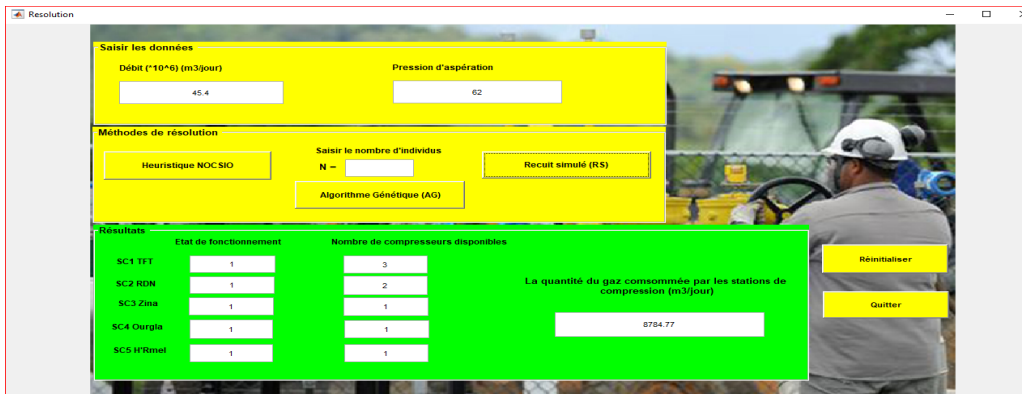 Resolution
Saisir les données
Débit (*10^6) (m3/jour)
Pression d'aspération
45.4
62
Méthodes de résolution
Heuristique NOCSIO
Saisir le nombre d'individus
N =
Recuit simulé (RS)
Algorithme Génétique (AG)
Résultats
Etat de fonctionnement
Nombre de compresseurs disponibles
SC1 TFT
1
3
SC2 RDN
1
2
SC3 Zina
1
1
SC4 Ourgla
1
1
SC5 H'Rmel
1
1
La quantité du gaz comsommée par les stations de
compression (m3/jour)
8784.77
Réinitialiser
Quitter